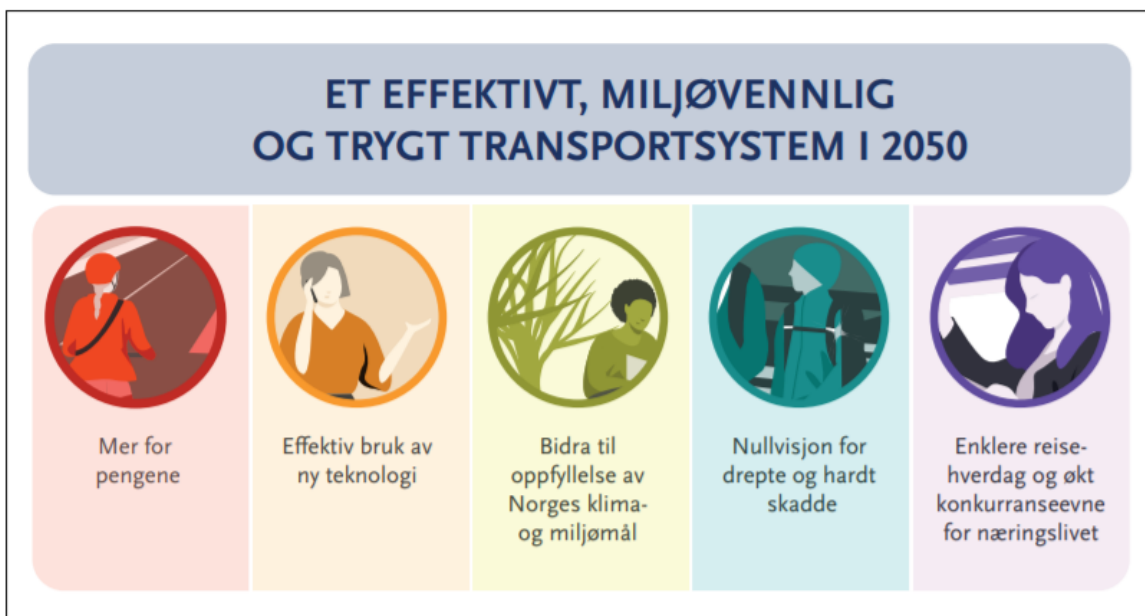 ET EFFEKTIVT, MILJØVENNLIG
OG TRYGT TRANSPORTSYSTEM I 2050
Mer for
pengene
Effektiv bruk av
ny teknologi
Bidra til
oppfyllelse av
Norges klima-
og miljømål
Nullvisjon for
drepte og hardt
skadde
Enklere reise-
hverdag og økt
konkurranseevne
for næringslivet